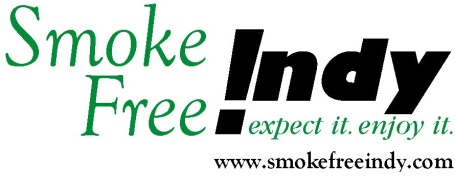 Smoke
Free Indy
expect it. enjoy it.
www.smokefreeindy.com